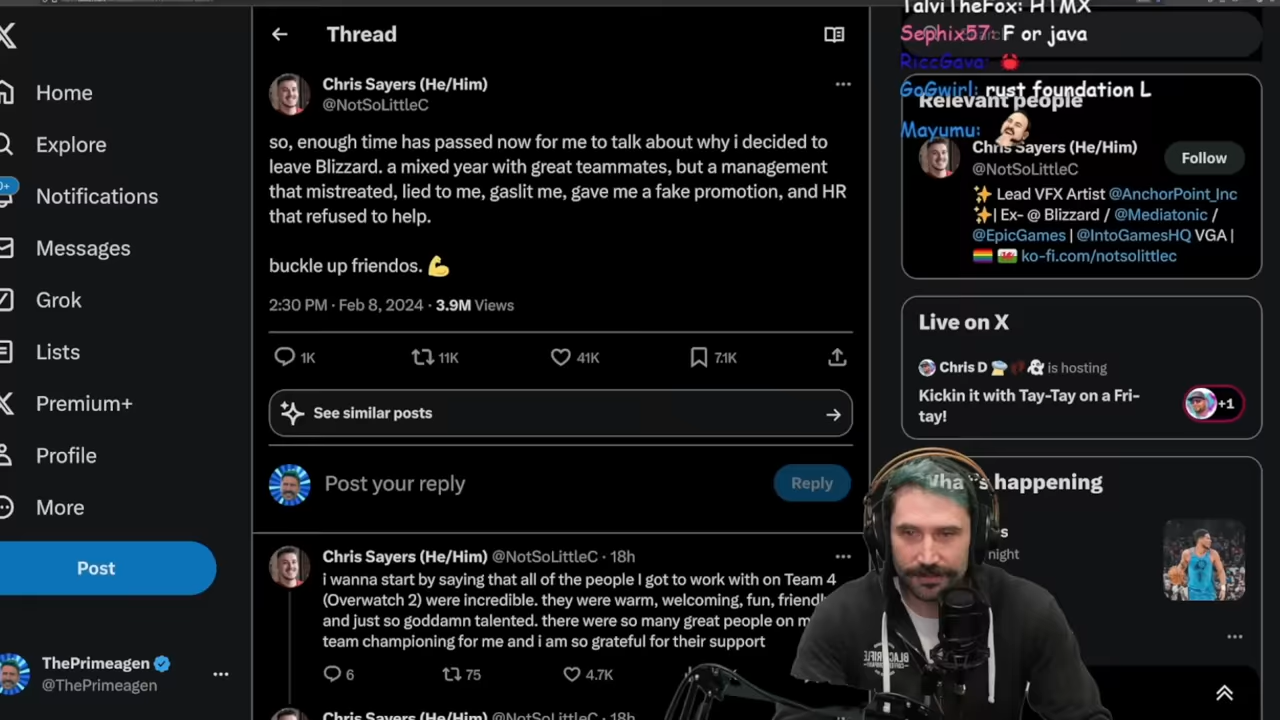 Home
Explore
Notifications
Messages
Grok
Lists
Premium+
Profile
More
Post
ThePrimeagen
@ThePrimeagen
Thread
Chris Sayers (He/Him)
@NotSoLittleC
so, enough time has passed now for me to talk about why i decided to
leave Blizzard. a mixed year with great teammates, but a management
that mistreated, lied to me, gaslit me, gave me a fake promotion, and HR
that refused to help.
buckle up friendos. 💪
2:30 PM · Feb 8, 2024 · 3.9M Views
1K 11K 41K 7.1K
See similar posts
Post your reply
Reply
Chris Sayers (He/Him) @NotSoLittleC · 18h
i wanna start by saying that all of the people I got to work with on Team 4
(Overwatch 2) were incredible. they were warm, welcoming, fun,
and just so goddamn talented. there were so many great people on
team championing for me and i am so grateful for their support
6 75 4.7K
Chris Sayers (He/Him) @NotSoLittleC · 18h
TalviTheFox: HTMX
Sephix57: F or java
RiccGava:
GoGwirl: rust foundation L
Mayumu:
Relevant people
Chris Sayers (He/Him)
@NotSoLittleC
Follow
✨ Lead VFX Artist @AnchorPoint_Inc
✨| Ex- @ Blizzard / @Mediatonic /
@EpicGames | @IntoGamesHQ VGA |
ko-fi.com/notsolittlec
Live on X
Chris D is hosting
Kickin it with Tay-Tay on a Fri-
tay!
+1
What's happening
night